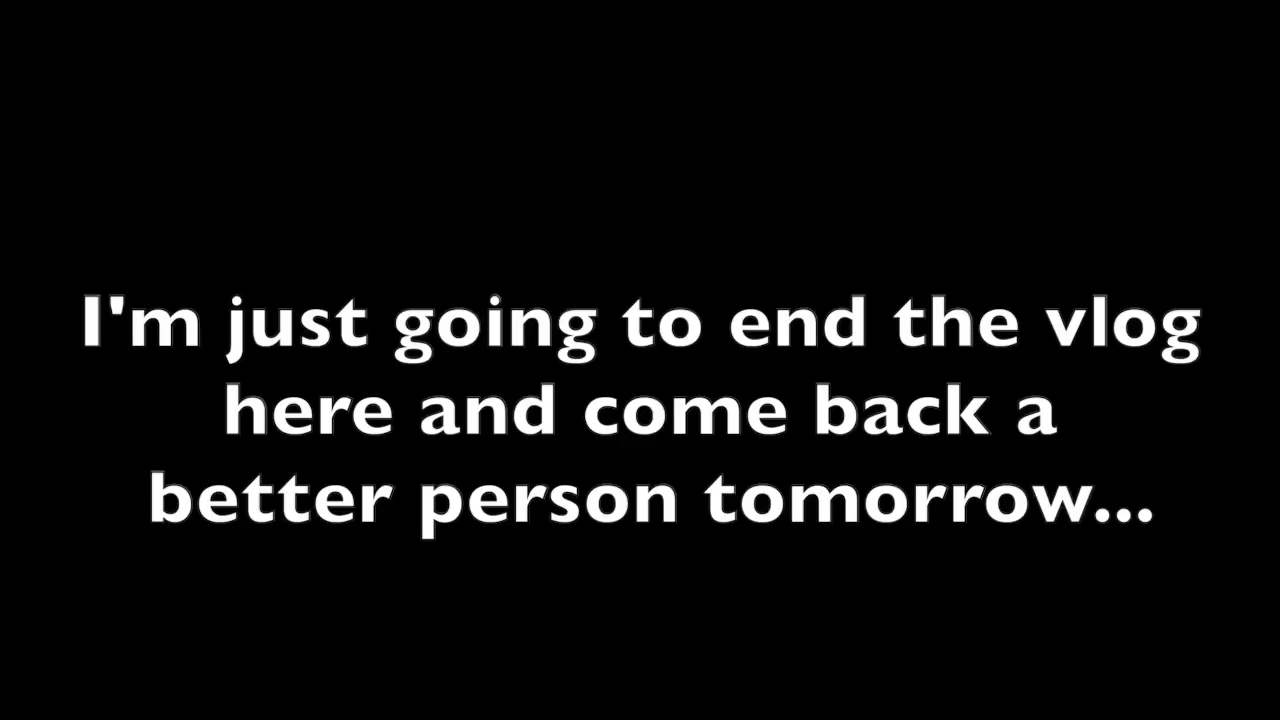 I'm just going to end the vlog
here and come back a
better person tomorrow...